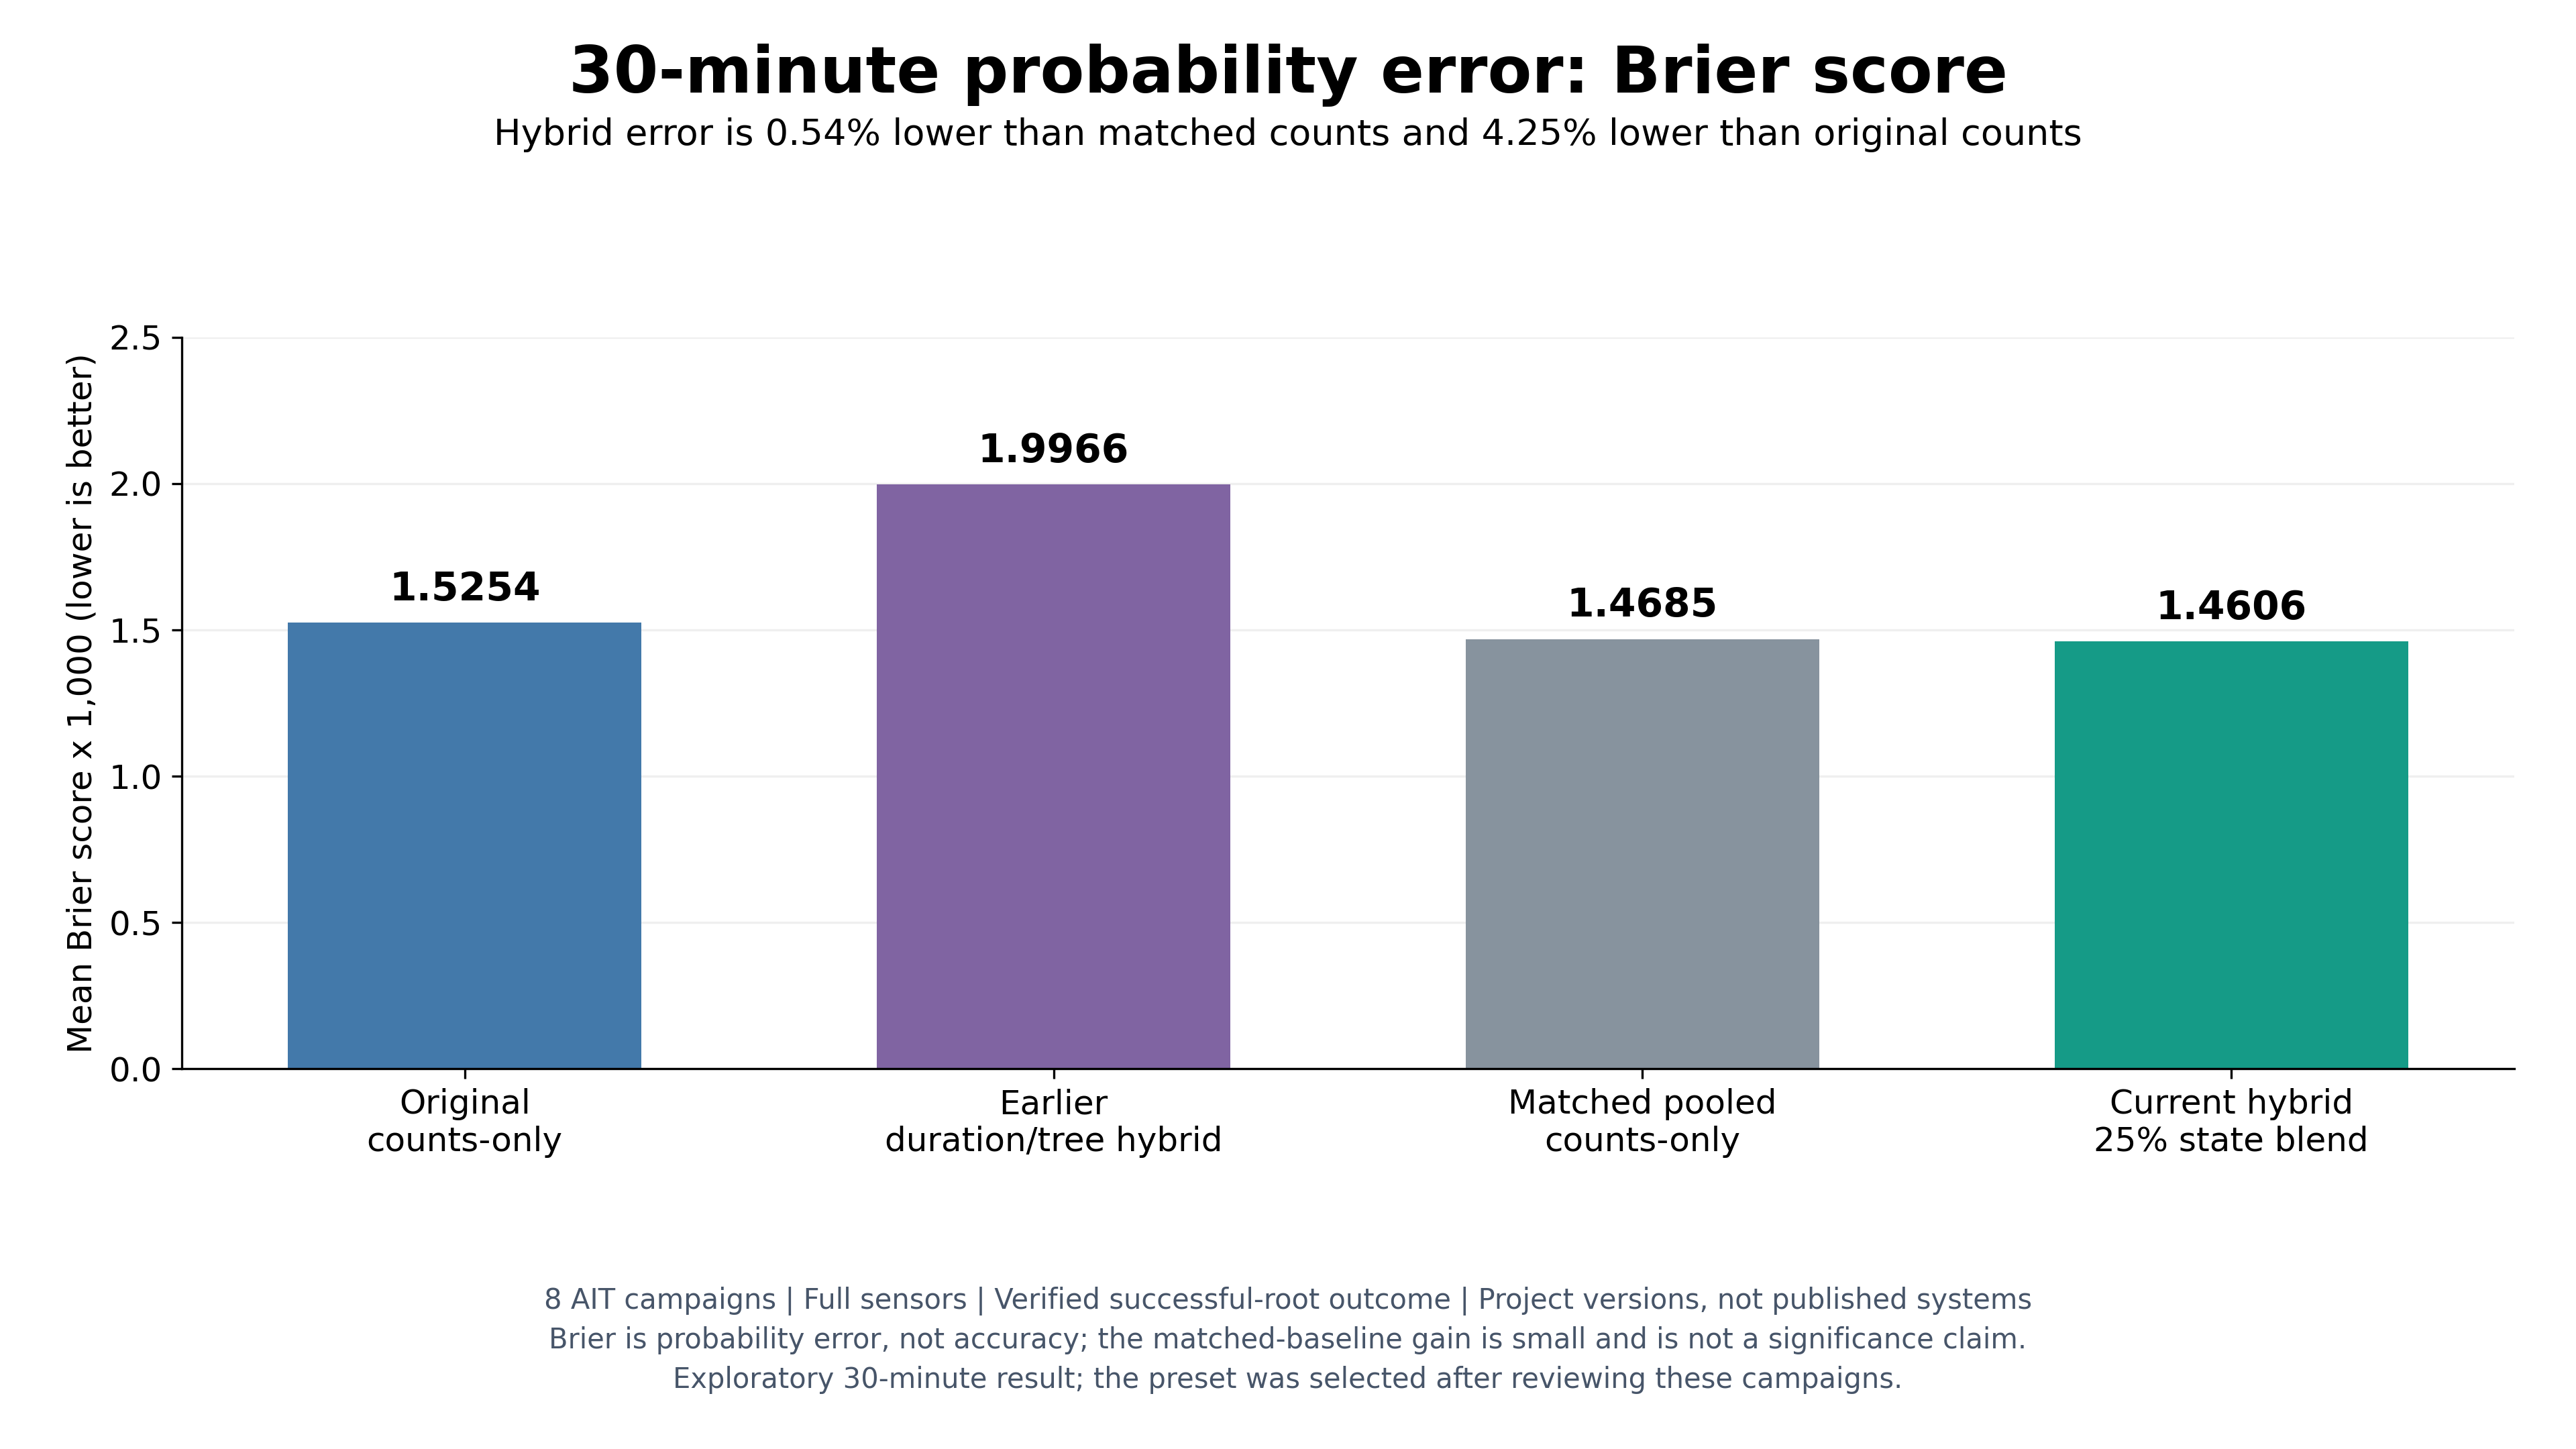 30-minute probability error: Brier score
Hybrid error is 0.54% lower than matched counts and 4.25% lower than original counts
Mean Brier score x 1,000 (lower is better)
2.5
2.0
1.5
1.0
0.5
0.0
1.5254
1.9966
1.4685
1.4606
Original
counts-only
Earlier
duration/tree hybrid
Matched pooled
counts-only
Current hybrid
25% state blend
8 AIT campaigns | Full sensors | Verified successful-root outcome | Project versions, not published systems
Brier is probability error, not accuracy; the matched-baseline gain is small and is not a significance claim.
Exploratory 30-minute result; the preset was selected after reviewing these campaigns.